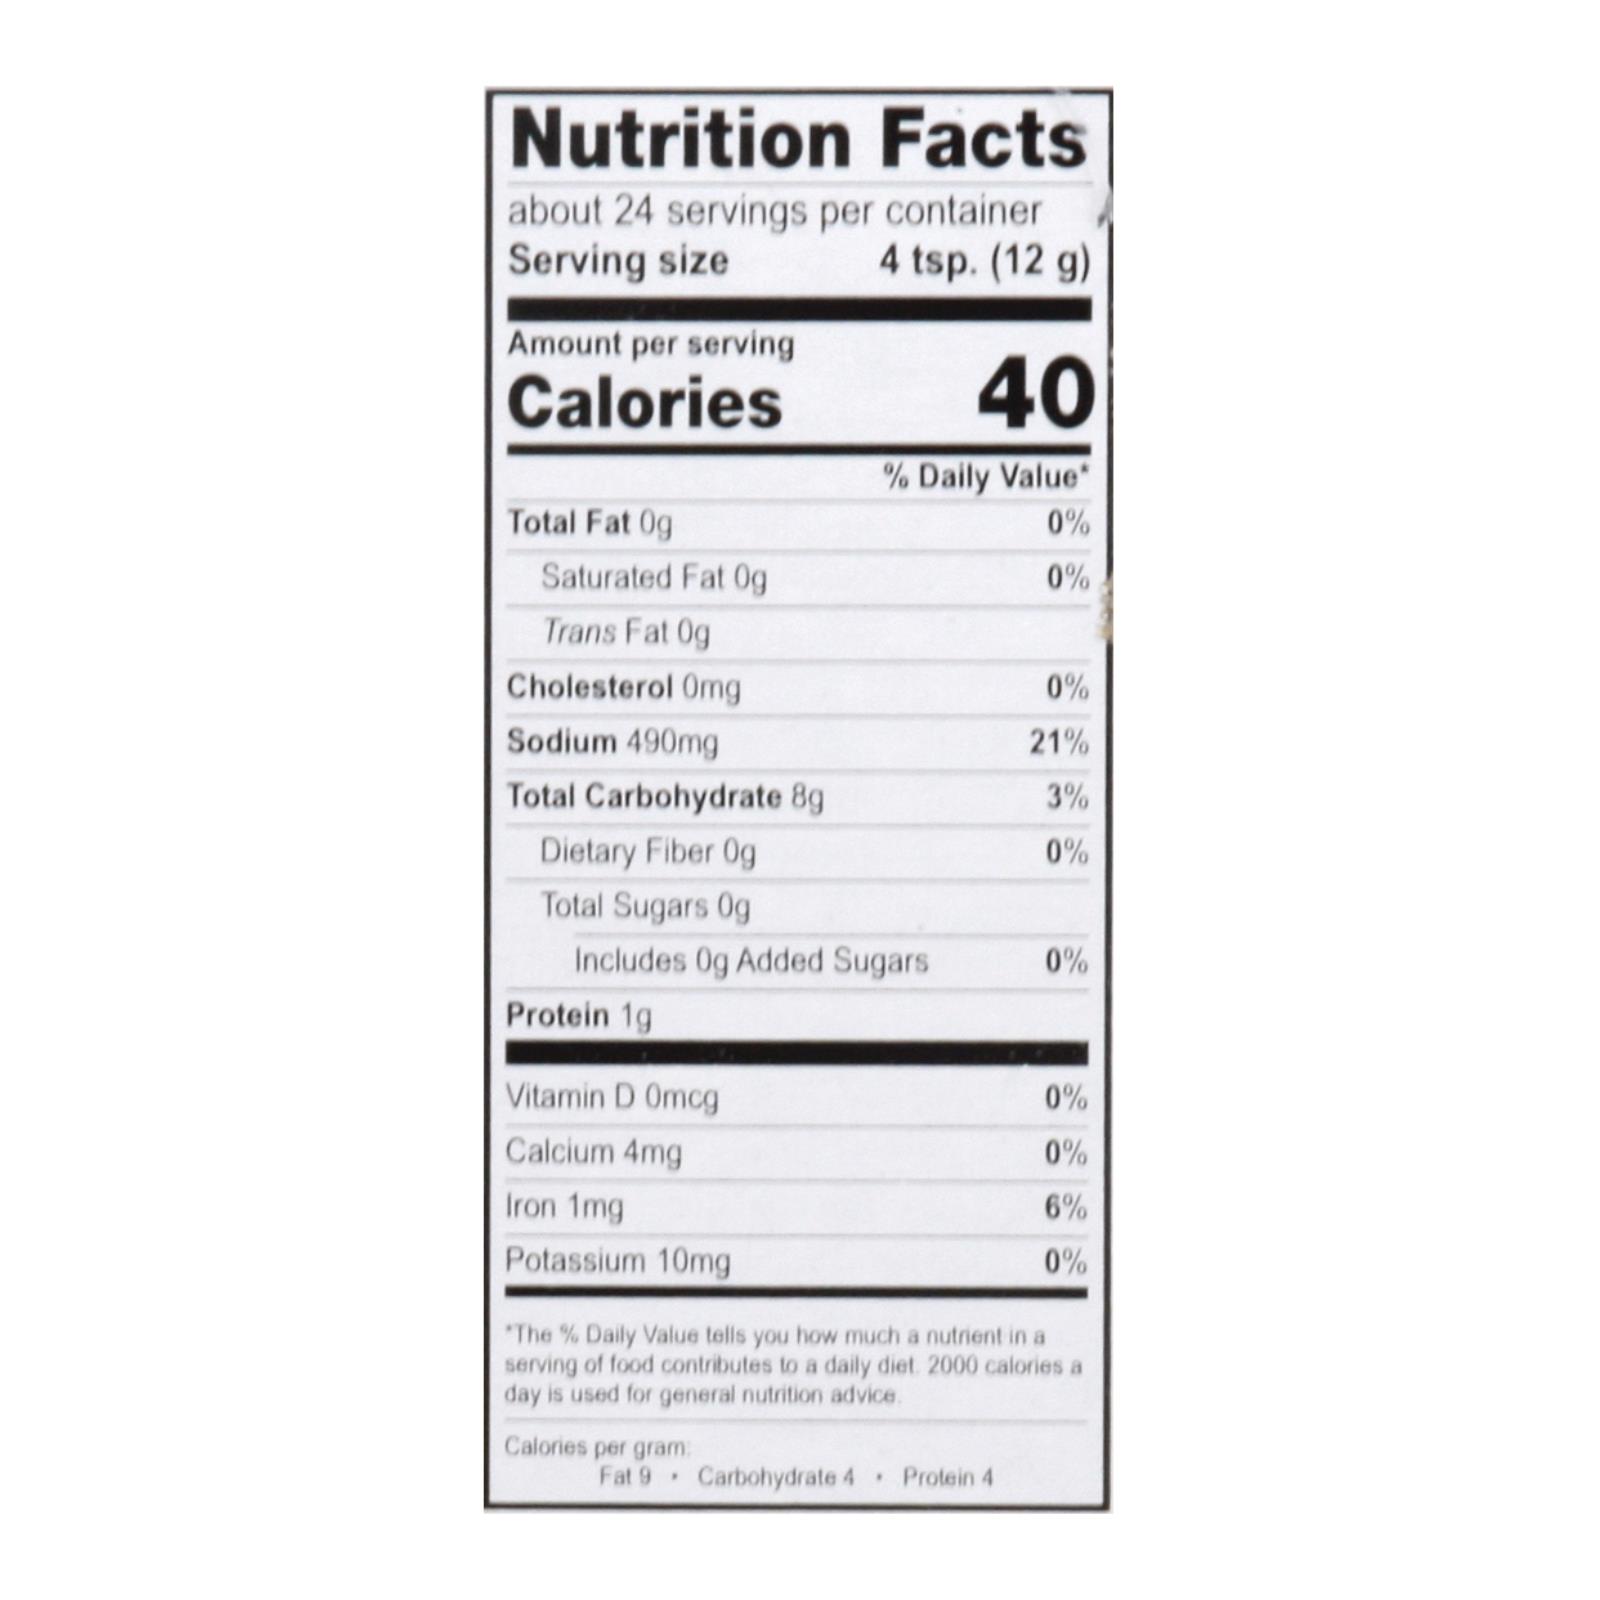 Nutrition Facts
about 24 servings per container
Serving size 4 tsp. (12 g)
Amount per serving
Calories 40
% Daily Value*
Total Fat 0g 0%
Saturated Fat 0g 0%
Trans Fat 0g
Cholesterol 0mg 0%
Sodium 490mg 21%
Total Carbohydrate 8g 3%
Dietary Fiber 0g 0%
Total Sugars 0g
Includes 0g Added Sugars 0%
Protein 1g
Vitamin D 0mcg 0%
Calcium 4mg 0%
Iron 1mg 6%
Potassium 10mg 0%
*The % Daily Value tells you how much a nutrient in a
serving of food contributes to a daily diet. 2000 calories a
day is used for general nutrition advice.
Calories per gram:
Fat 9 • Carbohydrate 4 • Protein 4